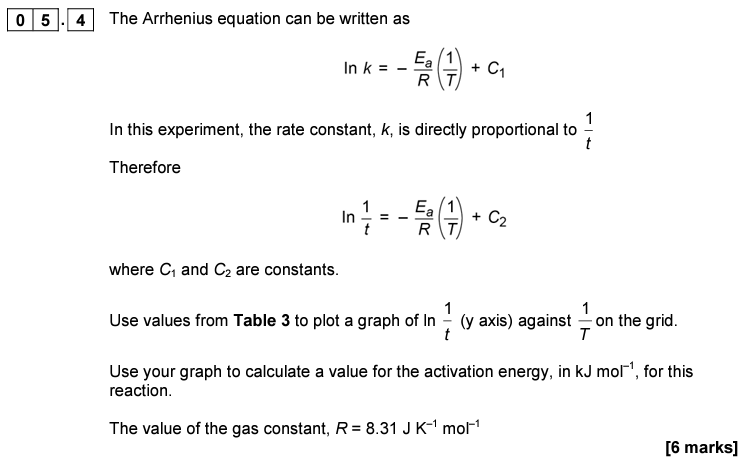 0 5 . 4 The Arrhenius equation can be written as
ln k = − Eₐ/R (1/T) + C₁
In this experiment, the rate constant, k, is directly proportional to 1/t
Therefore
ln 1/t = − Eₐ/R (1/T) + C₂
where C₁ and C₂ are constants.
Use values from Table 3 to plot a graph of ln 1/t (y axis) against 1/T on the grid.
Use your graph to calculate a value for the activation energy, in kJ mol⁻¹, for this
reaction.
The value of the gas constant, R = 8.31 J K⁻¹ mol⁻¹
[6 marks]